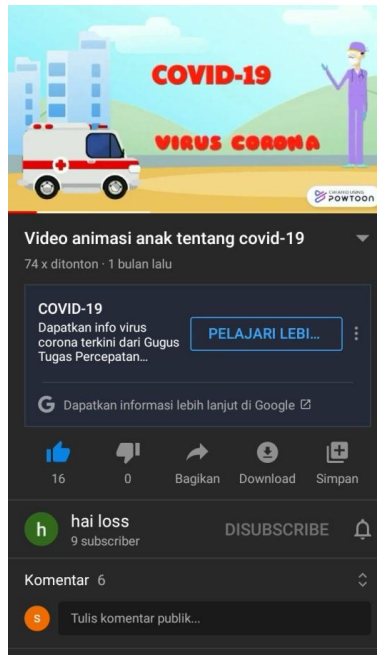 COVID-19
VIRUS CORONA
CREATED USING
POWTOON
Video animasi anak tentang covid-19
74 x ditonton · 1 bulan lalu
COVID-19
Dapatkan info virus
corona terkini dari Gugus
Tugas Percepatan...
PELAJARI LEBI...
G Dapatkan informasi lebih lanjut di Google
16
0
Bagikan
Download
Simpan
h
hai loss
9 subscriber
DISUBSCRIBE
Komentar 6
S
Tulis komentar publik...